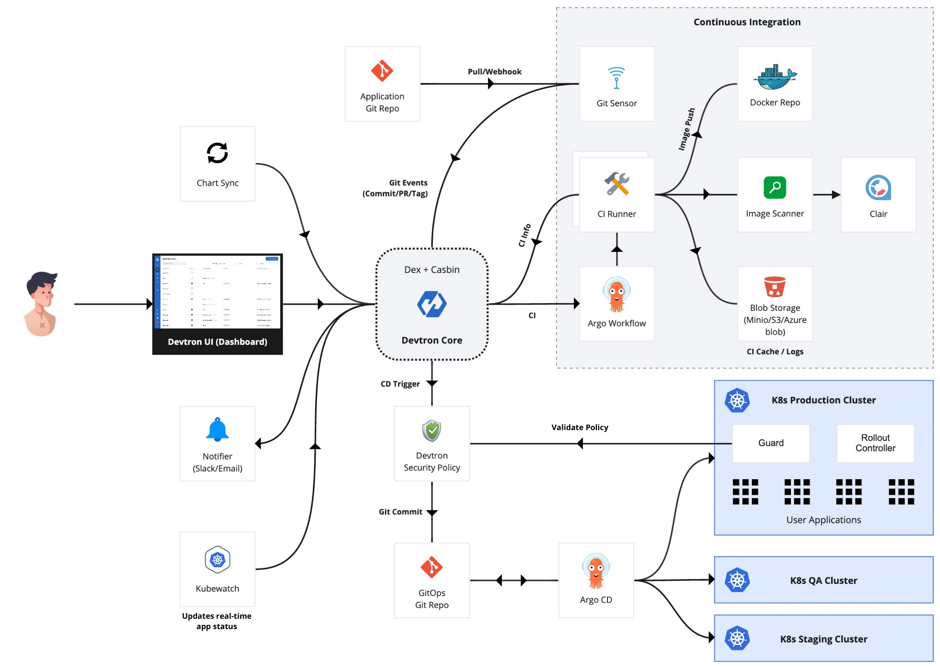 Continuous Integration
Pull/Webhook
Application
Git Repo
Git Sensor
Docker Repo
Image Push
Chart Sync
Git Events
(Commit/PR/Tag)
CI Runner
Image Scanner
Clair
CI Info
Dex + Casbin
Devtron Core
Devtron UI (Dashboard)
CI
Argo Workflow
Blob Storage
(Minio/S3/Azure
blob)
CI Cache / Logs
CD Trigger
K8s Production Cluster
Validate Policy
Guard
Rollout
Controller
Notifier
(Slack/Email)
Devtron
Security Policy
User Applications
Git Commit
Kubewatch
Updates real-time
app status
GitOps
Git Repo
Argo CD
K8s QA Cluster
K8s Staging Cluster